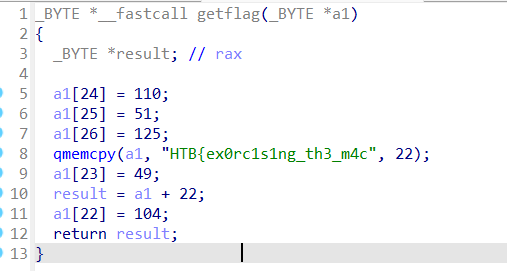 1 _BYTE *__fastcall getflag(_BYTE *a1)
2 {
3 _BYTE *result; // rax
4
5 a1[24] = 110;
6 a1[25] = 51;
7 a1[26] = 125;
8 qmemcpy(a1, "HTB{ex0rc1s1ng_th3_m4c", 22);
9 a1[23] = 49;
10 result = a1 + 22;
11 a1[22] = 104;
12 return result;
13 }